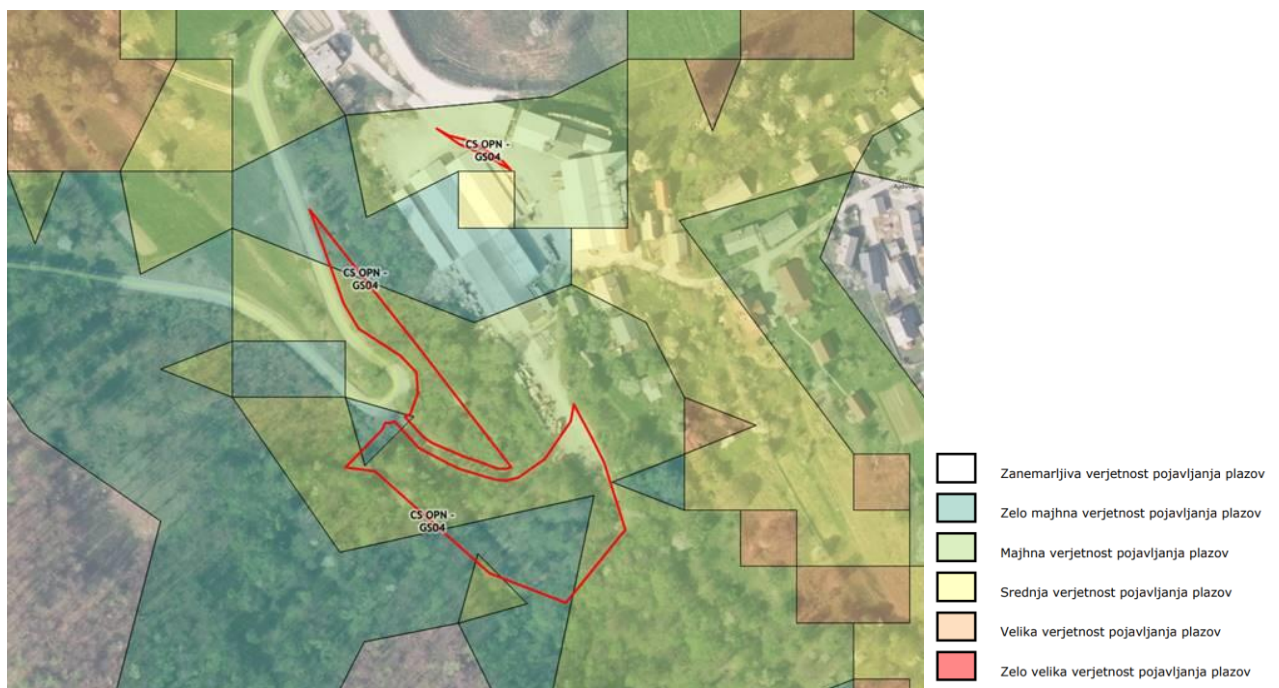 CS OPN -
GS04
CS OPN -
GS04
CS OPN -
GS04
Zanemarljiva verjetnost pojavljanja plazov
Zelo majhna verjetnost pojavljanja plazov
Majhna verjetnost pojavljanja plazov
Srednja verjetnost pojavljanja plazov
Velika verjetnost pojavljanja plazov
Zelo velika verjetnost pojavljanja plazov